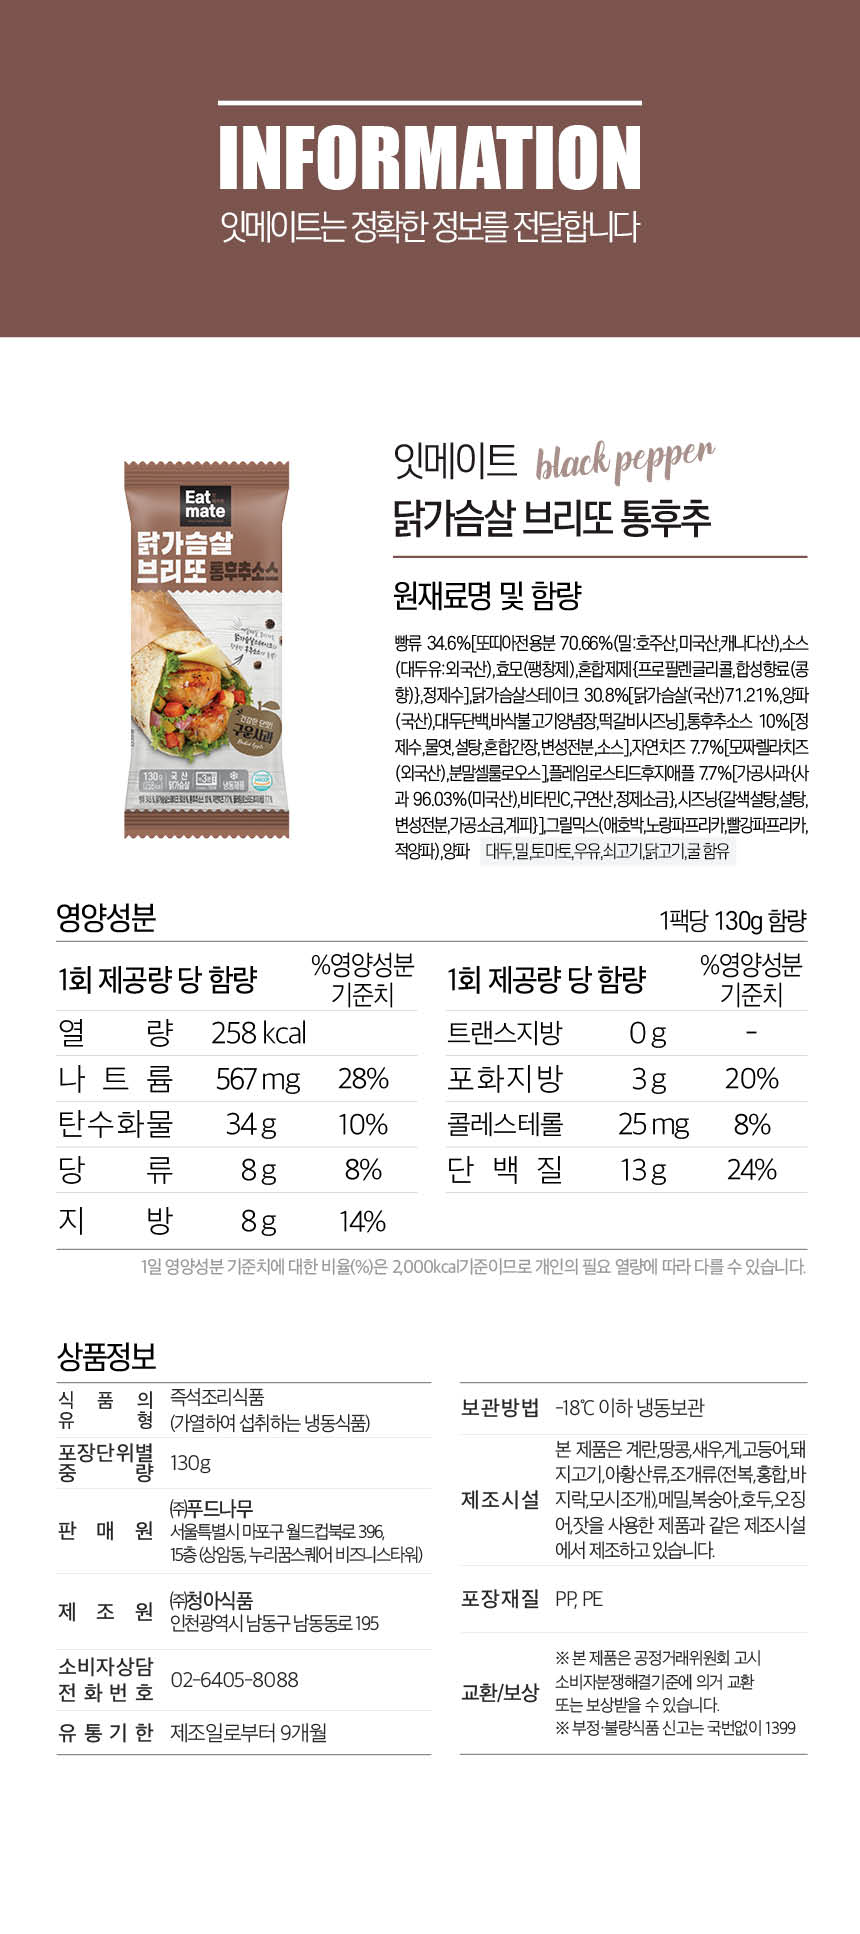 INFORMATION
잇메이트는 정확한 정보를 전달합니다
잇메이트 black pepper
닭가슴살 브리또 통후추
Eat
mate
닭가슴살
브리또 통후추소스
구운사과
130g
국산
닭가슴살
냉동제품
원재료명 및 함량
빵류 34.6%[또띠아전용분 70.66%(밀:호주산,미국산,캐나다산),소스
(대두유:외국산),효모(팽창제),혼합제제{프로필렌글리콜,합성향료(콩
향)},정제수],닭가슴살스테이크 30.8%[닭가슴살(국산)71.21%,양파
(국산),대두단백,바삭불고기양념장,떡갈비시즈닝],통후추소스 10%[정
제수,물엿,설탕,혼합간장,변성전분,소스],자연치즈 7.7%[모짜렐라치즈
(외국산),분말셀룰로오스],플레임로스티드후지애플 7.7%[가공사과{사
과 96.03%(미국산),비타민C,구연산,정제소금},시즈닝{갈색설탕,설탕,
변성전분,가공소금,계피}],그릴믹스(애호박,노랑파프리카,빨강파프리카,
적양파),양파 대두,밀,토마토,우유,쇠고기,닭고기,굴 함유
영양성분 1팩당 130g 함량
1회 제공량 당 함량 %영양성분 기준치 1회 제공량 당 함량 %영양성분 기준치
열 량 258 kcal 트랜스지방 0 g -
나 트 륨 567 mg 28% 포화지방 3 g 20%
탄수화물 34 g 10% 콜레스테롤 25 mg 8%
당 류 8 g 8% 단 백 질 13 g 24%
지 방 8 g 14%
1일 영양성분 기준치에 대한 비율(%)은 2,000kcal기준이므로 개인의 필요 열량에 따라 다를 수 있습니다.
상품정보
식 품 의
유 형
즉석조리식품
(가열하여 섭취하는 냉동식품)
포장단위별
중 량
130g
판 매 원
㈜푸드나무
서울특별시 마포구 월드컵북로 396,
15층 (상암동, 누리꿈스퀘어 비즈니스타워)
제 조 원
㈜청아식품
인천광역시 남동구 남동동로 195
소비자상담
전 화 번 호
02-6405-8088
유 통 기 한 제조일로부터 9개월
보관방법 -18℃ 이하 냉동보관
제조시설
본 제품은 계란,땅콩,새우,게,고등어,돼
지고기,아황산류,조개류(전복,홍합,바
지락,모시조개),메밀,복숭아,호두,오징
어,잣을 사용한 제품과 같은 제조시설
에서 제조하고 있습니다.
포장재질 PP, PE
교환/보상
※ 본 제품은 공정거래위원회 고시
소비자분쟁해결기준에 의거 교환
또는 보상받을 수 있습니다.
※ 부정·불량식품 신고는 국번없이 1399